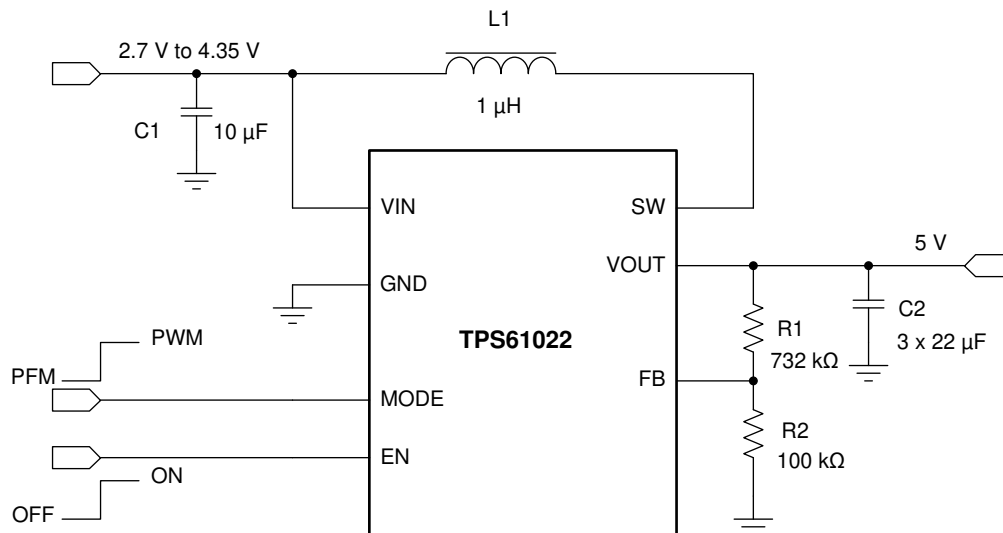 L1
2.7 V to 4.35 V
1 µH
C1
10 µF
VIN
SW
5 V
VOUT
GND
C2
R1
PWM
TPS61022
3 x 22 µF
732 kΩ
PFM
FB
MODE
R2
EN
100 kΩ
ON
OFF